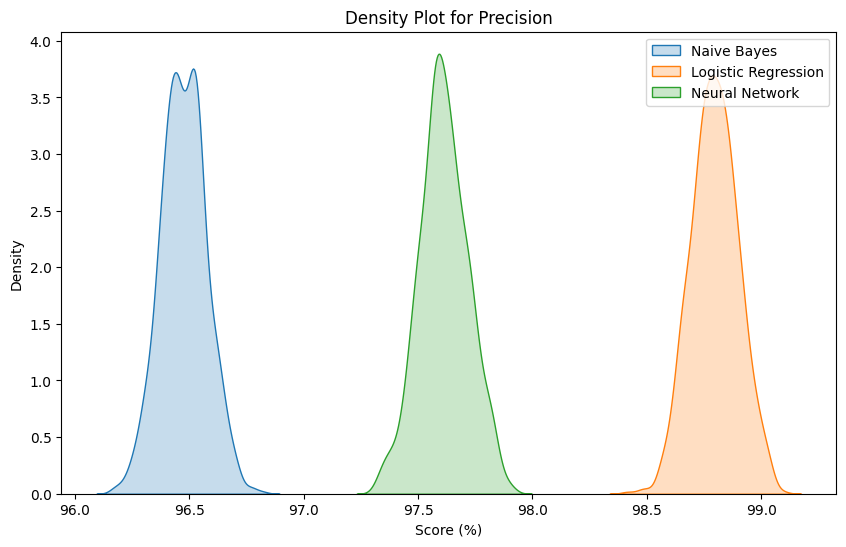 Density Plot for Precision
Naive Bayes
Logistic Regression
Neural Network
Density
4.0
3.5
3.0
2.5
2.0
1.5
1.0
0.5
0.0
96.0 96.5 97.0 97.5 98.0 98.5 99.0
Score (%)